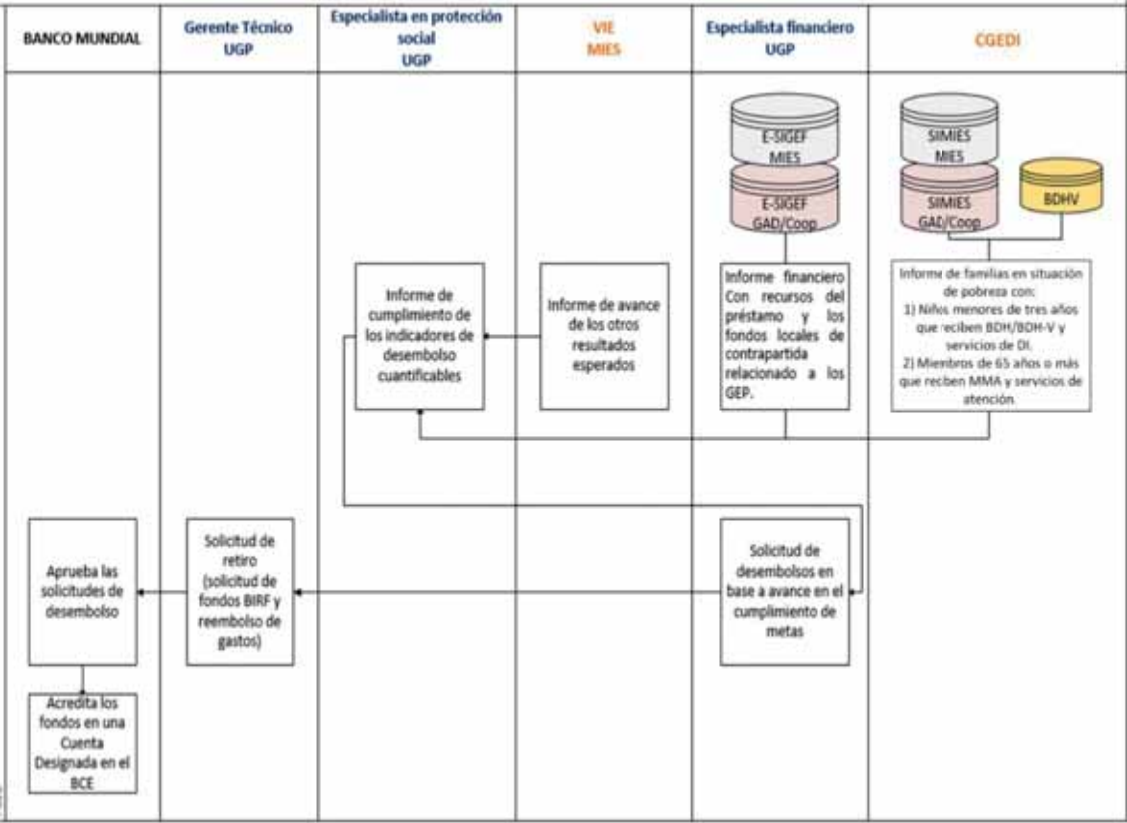 BANCO MUNDIAL
Gerente Técnico
UGP
Especialista en protección
social
UGP
VIE
MIES
Especialista financiero
UGP
CGEDI
E-SIGEF
MIES
E-SIGEF
GAD/Coop
SIMIES
MIES
SIMIES
GAD/Coop
BDHV
Informe de
cumplimiento de
los indicadores de
desembolso
cuantificables
Informe de avance
de los otros
resultados
esperados
Informe financiero
Con recursos del
préstamo y los
fondos locales de
contrapartida
relacionado a los
GEP.
Informe de familias en situación
de pobreza con:
1) Niños menores de tres años
que reciben BDH/BDH-V y
servicios de DI.
2) Miembros de 65 años o más
que reciben MMA y servicios de
atención
Aprueba las
solicitudes de
desembolso
Solicitud de
retiro
(solicitud de
fondos BIRF y
reembolso de
gastos)
Solicitud de
desembolsos en
base a avance en el
cumplimiento de
metas
Acredita los
fondos en una
Cuenta
Designada en el
BCE